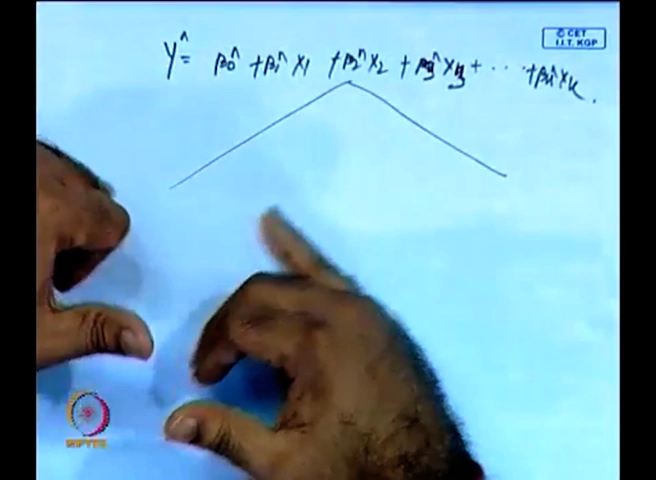 Ŷ = β₀^ + β₁^ X₁ + β₂^ X₂ + β₃^ X₃ + ... + βₖ^ Xₖ.
© CET
I.I.T. KGP
NPTEL